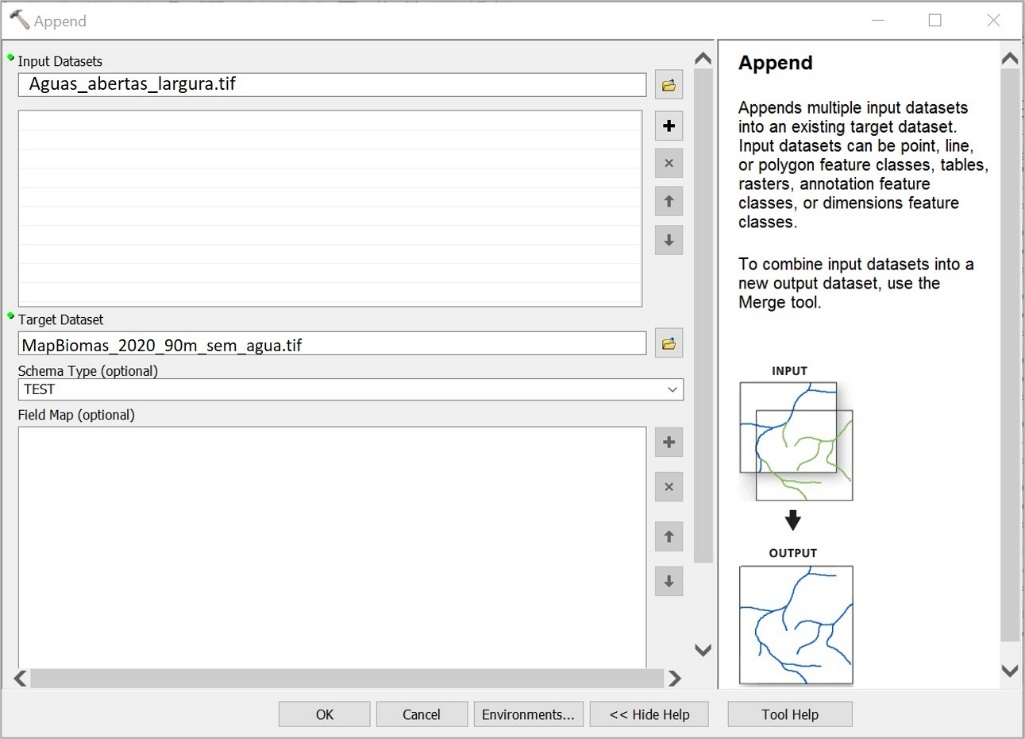 Append
Input Datasets
Aguas_abertas_largura.tif
Target Dataset
MapBiomas_2020_90m_sem_agua.tif
Schema Type (optional)
TEST
Field Map (optional)
OK
Cancel
Environments...
<< Hide Help
Tool Help
Append
Appends multiple input datasets
into an existing target dataset.
Input datasets can be point, line,
or polygon feature classes, tables,
rasters, annotation feature
classes, or dimensions feature
classes.
To combine input datasets into a
new output dataset, use the
Merge tool.
INPUT
OUTPUT